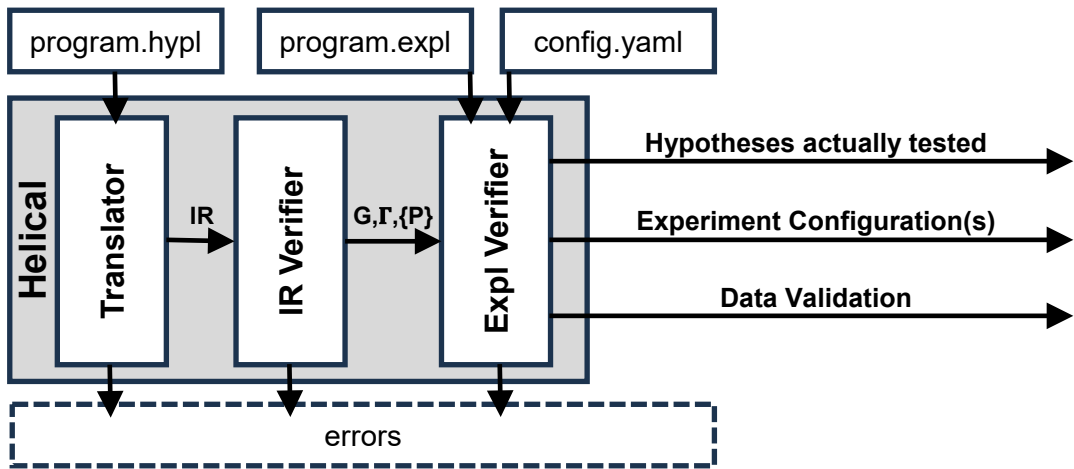 program.hypl
program.expl
config.yaml
Helical
Translator
IR
IR Verifier
G,Γ,{P}
Expl Verifier
Hypotheses actually tested
Experiment Configuration(s)
Data Validation
errors